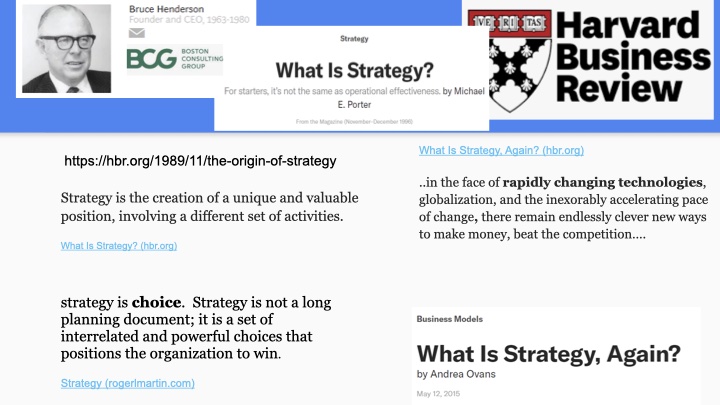 Bruce Henderson
Founder and CEO, 1963-1980
BCG
BOSTON
CONSULTING
GROUP
Strategy
What Is Strategy?
For starters, it's not the same as operational effectiveness. by Michael
E. Porter
From the Magazine (November-December 1996)
VE RI TAS
Harvard
Business
Review
https://hbr.org/1989/11/the-origin-of-strategy
Strategy is the creation of a unique and valuable
position, involving a different set of activities.
What Is Strategy? (hbr.org)
strategy is choice. Strategy is not a long
planning document; it is a set of
interrelated and powerful choices that
positions the organization to win.
Strategy (rogerlmartin.com)
What Is Strategy, Again? (hbr.org)
..in the face of rapidly changing technologies,
globalization, and the inexorably accelerating pace
of change, there remain endlessly clever new ways
to make money, beat the competition....
Business Models
What Is Strategy, Again?
by Andrea Ovans
May 12, 2015